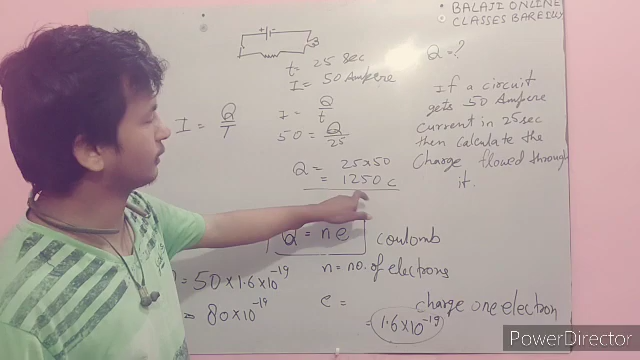 • BALAJI ONLINE
CLASSES BAREILLY
t = 25 sec
I = 50 Ampere
Q = ?
I = Q/T
I = Q/t
50 = Q/25
Q = 25×50
= 1250 C
If a circuit
gets 50 Ampere
current in 25 sec
then calculate the
Charge flowed through
it.
Q = ne
coulomb
n = no. of electrons
= 50×1.6×10⁻¹⁹
= 80×10⁻¹⁹
e = charge one electron
= 1.6×10⁻¹⁹
PowerDirector